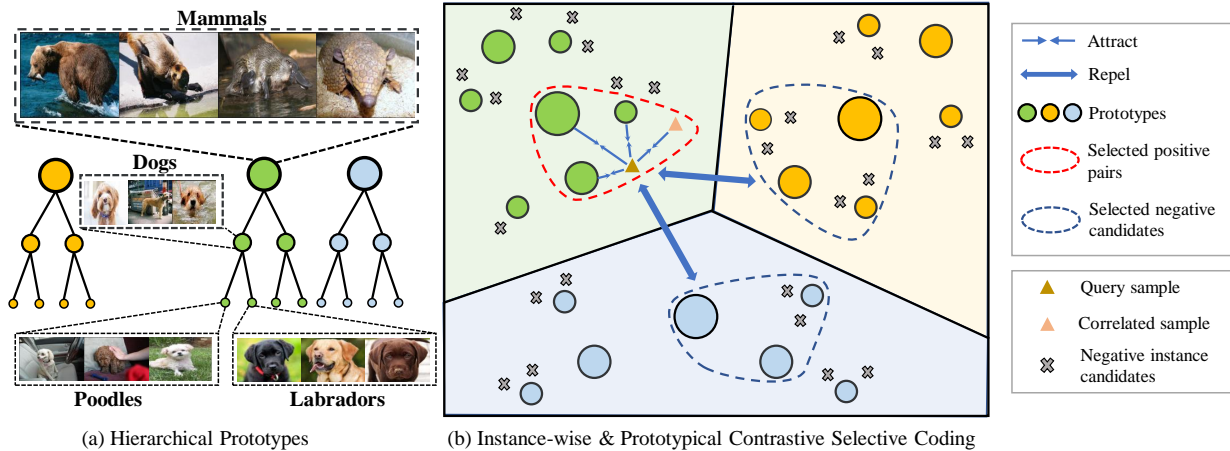 Mammals
Dogs
Poodles
Labradors
(a) Hierarchical Prototypes
(b) Instance-wise & Prototypical Contrastive Selective Coding
Attract
Repel
Prototypes
Selected positive
pairs
Selected negative
candidates
Query sample
Correlated sample
Negative instance
candidates